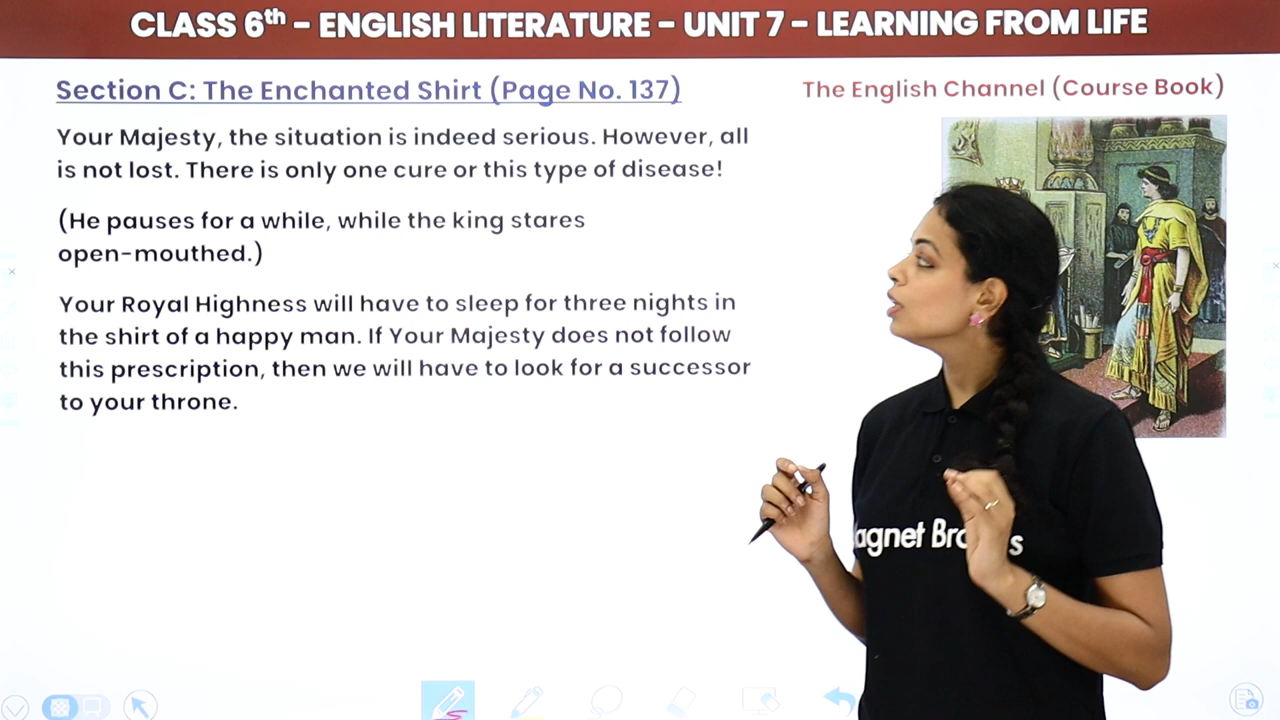 CLASS 6th - ENGLISH LITERATURE - UNIT 7 - LEARNING FROM LIFE
Section C: The Enchanted Shirt (Page No. 137)
The English Channel (Course Book)
Your Majesty, the situation is indeed serious. However, all
is not lost. There is only one cure or this type of disease!
(He pauses for a while, while the king stares
open-mouthed.)
Your Royal Highness will have to sleep for three nights in
the shirt of a happy man. If Your Majesty does not follow
this prescription, then we will have to look for a successor
to your throne.
agnet Br
s